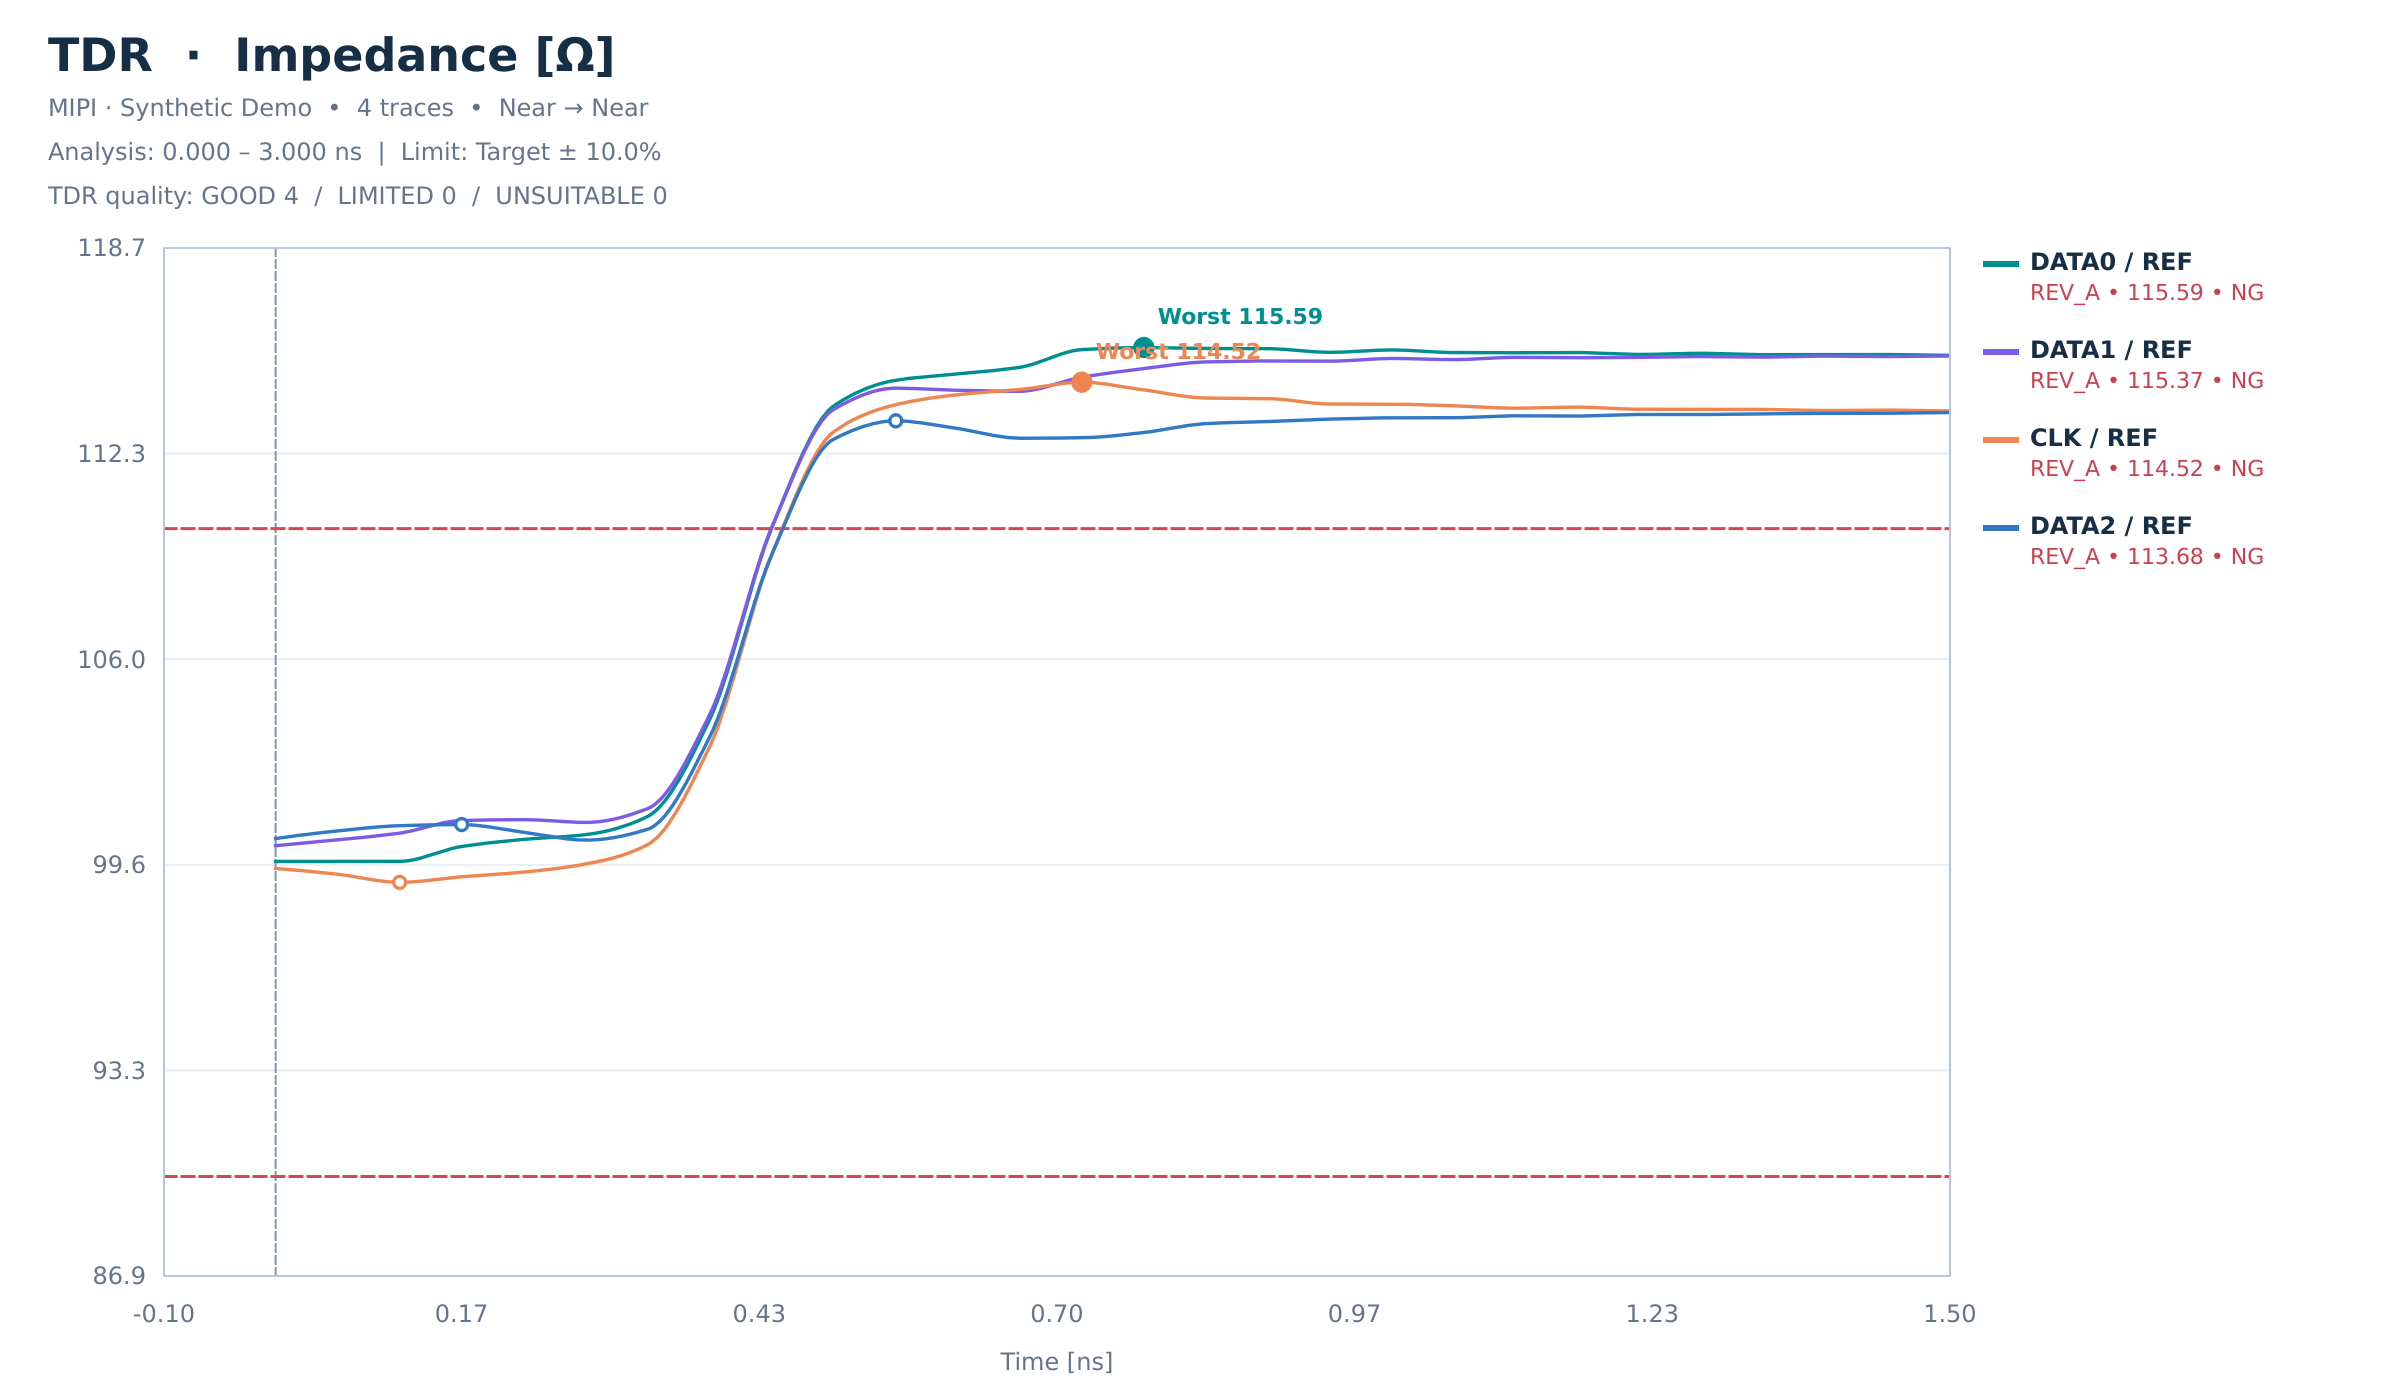 TDR · Impedance [Ω]
MIPI · Synthetic Demo • 4 traces • Near → Near
Analysis: 0.000 – 3.000 ns | Limit: Target ± 10.0%
TDR quality: GOOD 4 / LIMITED 0 / UNSUITABLE 0
118.7
112.3
106.0
99.6
93.3
86.9
Worst 115.59
Worst 114.52
DATA0 / REF
REV_A • 115.59 • NG
DATA1 / REF
REV_A • 115.37 • NG
CLK / REF
REV_A • 114.52 • NG
DATA2 / REF
REV_A • 113.68 • NG
-0.10 0.17 0.43 0.70 0.97 1.23 1.50
Time [ns]